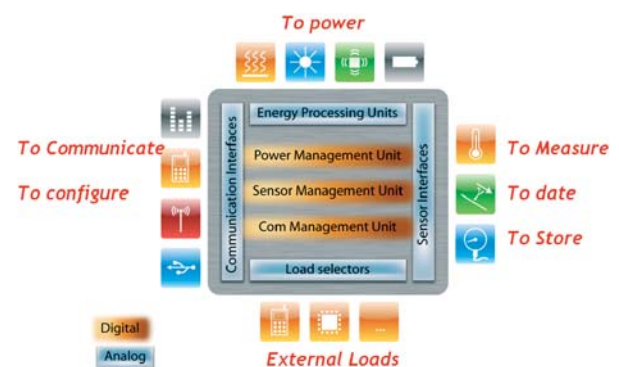 To power
Energy Processing Units
To Communicate
To configure
Communication Interfaces
Power Management Unit
Sensor Management Unit
Com Management Unit
Sensor Interfaces
To Measure
To date
To Store
Load selectors
...
Digital
Analog
External Loads